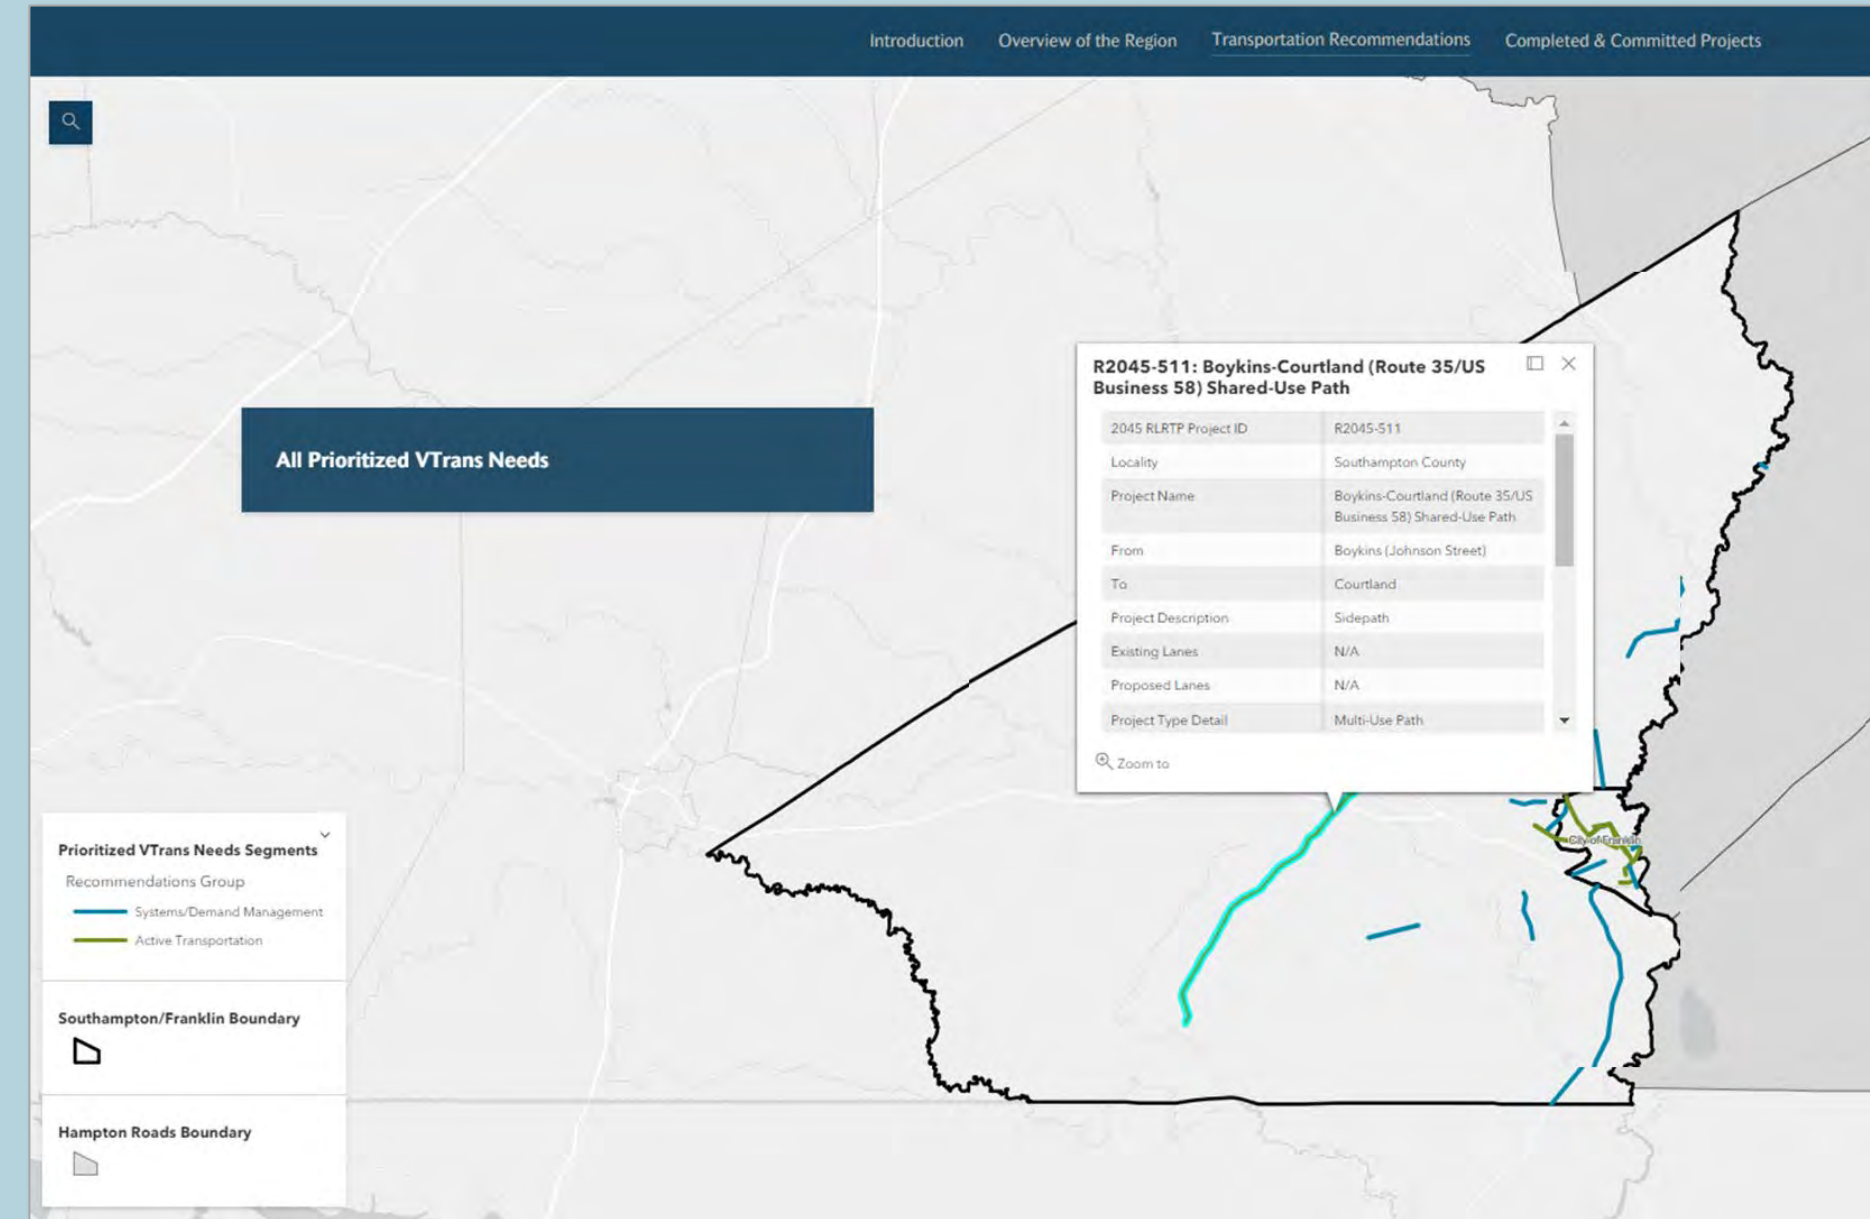 Introduction Overview of the Region Transportation Recommendations Completed & Committed Projects
All Prioritized VTrans Needs
R2045-511: Boykins-Courtland (Route 35/US
Business 58) Shared-Use Path
2045 RLRTP Project ID R2045-511
Locality Southampton County
Project Name Boykins-Courtland (Route 35/US
Business 58) Shared-Use Path
From Boykins (Johnson Street)
To Courtland
Project Description Sidepath
Existing Lanes N/A
Proposed Lanes N/A
Project Type Detail Multi-Use Path
Zoom to
City of Franklin
Prioritized VTrans Needs Segments
Recommendations Group
Systems/Demand Management
Active Transportation
Southampton/Franklin Boundary
Hampton Roads Boundary